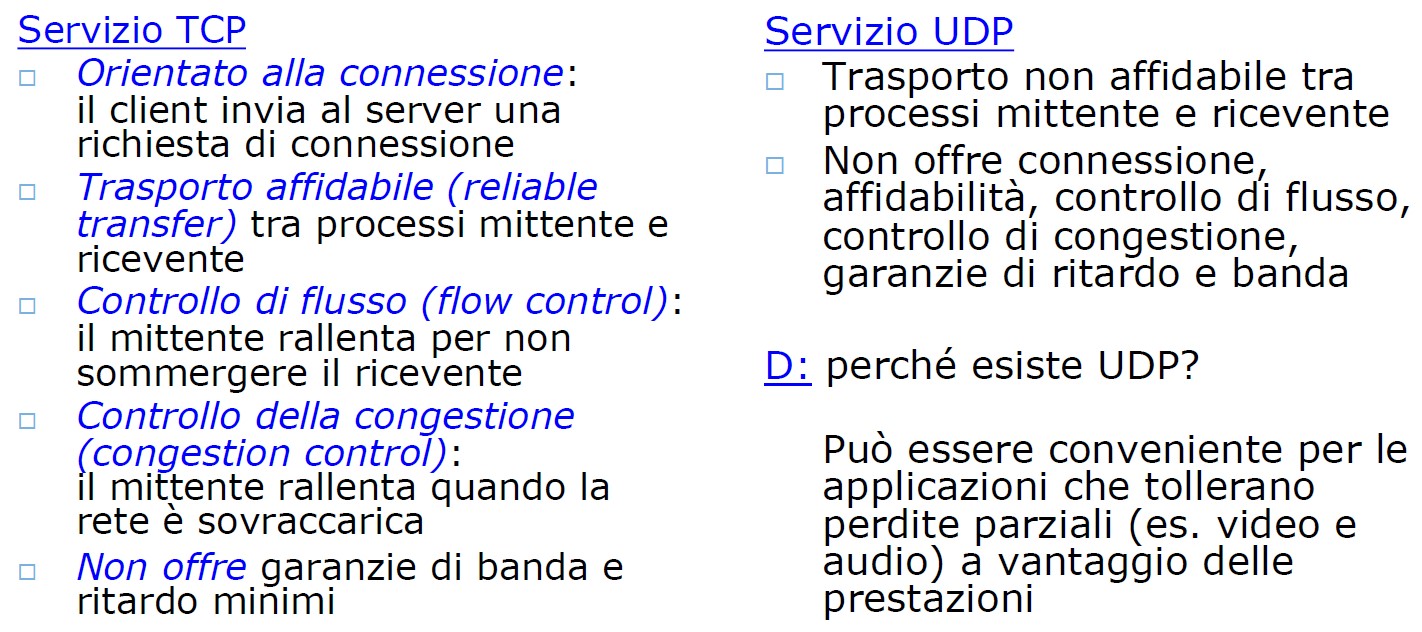 Servizio TCP
Orientato alla connessione:
il client invia al server una
richiesta di connessione
Trasporto affidabile (reliable
transfer) tra processi mittente e
ricevente
Controllo di flusso (flow control):
il mittente rallenta per non
sommergere il ricevente
Controllo della congestione
(congestion control):
il mittente rallenta quando la
rete è sovraccarica
Non offre garanzie di banda e
ritardo minimi
Servizio UDP
Trasporto non affidabile tra
processi mittente e ricevente
Non offre connessione,
affidabilità, controllo di flusso,
controllo di congestione,
garanzie di ritardo e banda
D: perché esiste UDP?
Può essere conveniente per le
applicazioni che tollerano
perdite parziali (es. video e
audio) a vantaggio delle
prestazioni